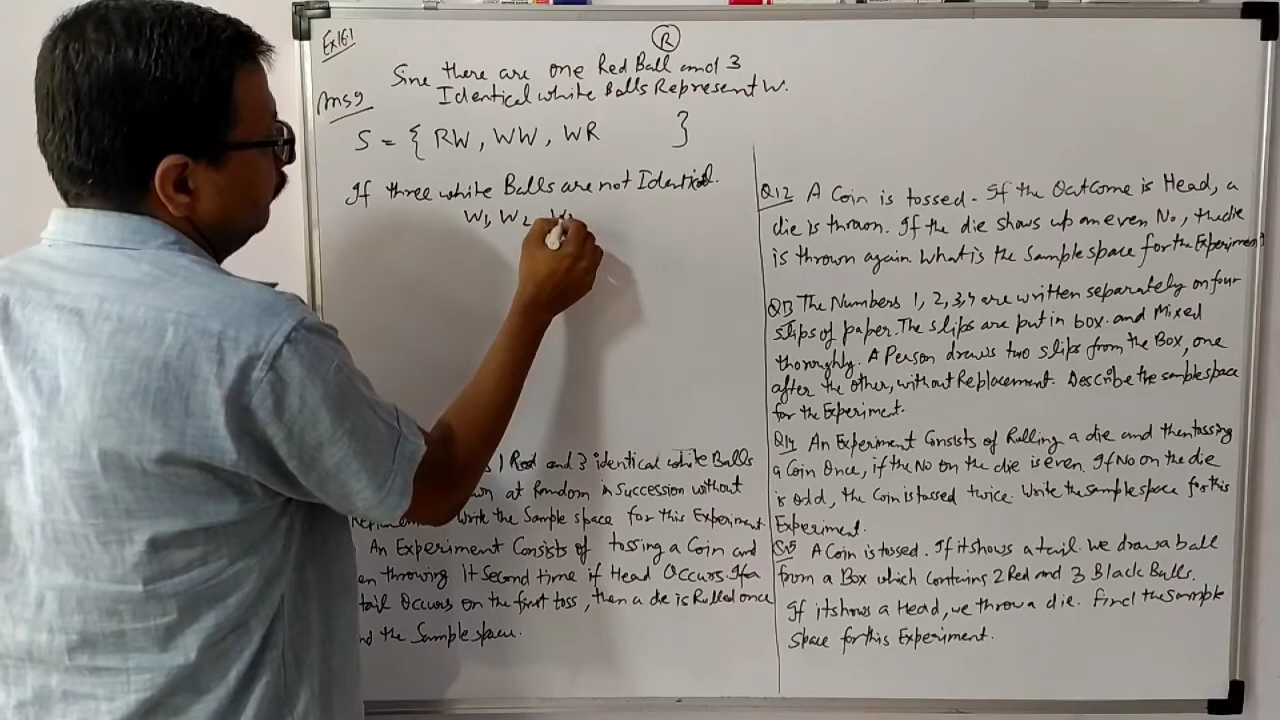 Ex16.1
R
Sine there are one Red Ball and 3
Ans9
Identical white Balls Represent W.
S = { RW, WW, WR }
If three white Balls are not Identical.
W1, W2
1 Red and 3 identical white Balls
at Random in Succession without
Write the Sample space for this Experiment
An Experiment Consists of tossing a Coin and
throwing it Second time if Head Occurs. If a
tail Occurs on the first toss, then a die is Rolled once
the Sample space.
Q12 A Coin is tossed. If the Outcome is Head, a
die is thrown. If the die shows up an even No, the die
is thrown again. What is the Sample space for the Experiment?
Q13 The Numbers 1, 2, 3, 4 are written separately on four
slips of paper. The slips are put in box and Mixed
thoroughly. A Person draws two slips from the Box, one
after the other, without Replacement. Describe the sample space
for the Experiment.
Q14 An Experiment Consists of Rolling a die and then tossing
a Coin Once, if the No on the die is even. If No on the die
is odd, the Coin is tossed twice. Write the sample space for this
Experiment.
Q15 A Coin is tossed. If it shows a tail. We draw a ball
from a Box which contains 2 Red and 3 Black Balls.
If it shows a Head, we throw a die. Find the Sample
Space for this Experiment.